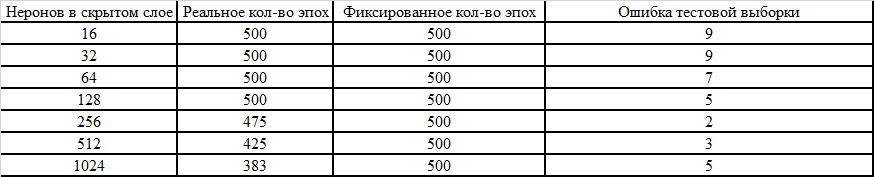 Неронов в скрытом слое Реальное кол-во эпох Фиксированное кол-во эпох Ошибка тестовой выборки
16 500 500 9
32 500 500 9
64 500 500 7
128 500 500 5
256 475 500 2
512 425 500 3
1024 383 500 5